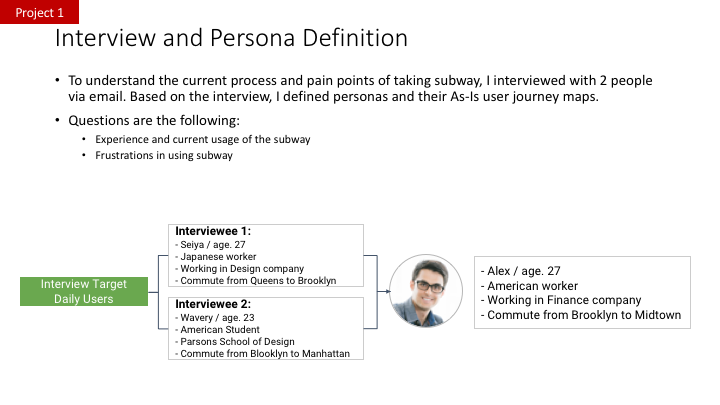 Project 1
Interview and Persona Definition
• To understand the current process and pain points of taking subway, I interviewed with 2 people
via email. Based on the interview, I defined personas and their As-Is user journey maps.
• Questions are the following:
• Experience and current usage of the subway
• Frustrations in using subway
Interview Target
Daily Users
Interviewee 1:
- Seiya / age. 27
- Japanese worker
- Working in Design company
- Commute from Queens to Brooklyn
Interviewee 2:
- Wavery / age. 23
- American Student
- Parsons School of Design
- Commute from Blooklyn to Manhattan
- Alex / age. 27
- American worker
- Working in Finance company
- Commute from Brooklyn to Midtown